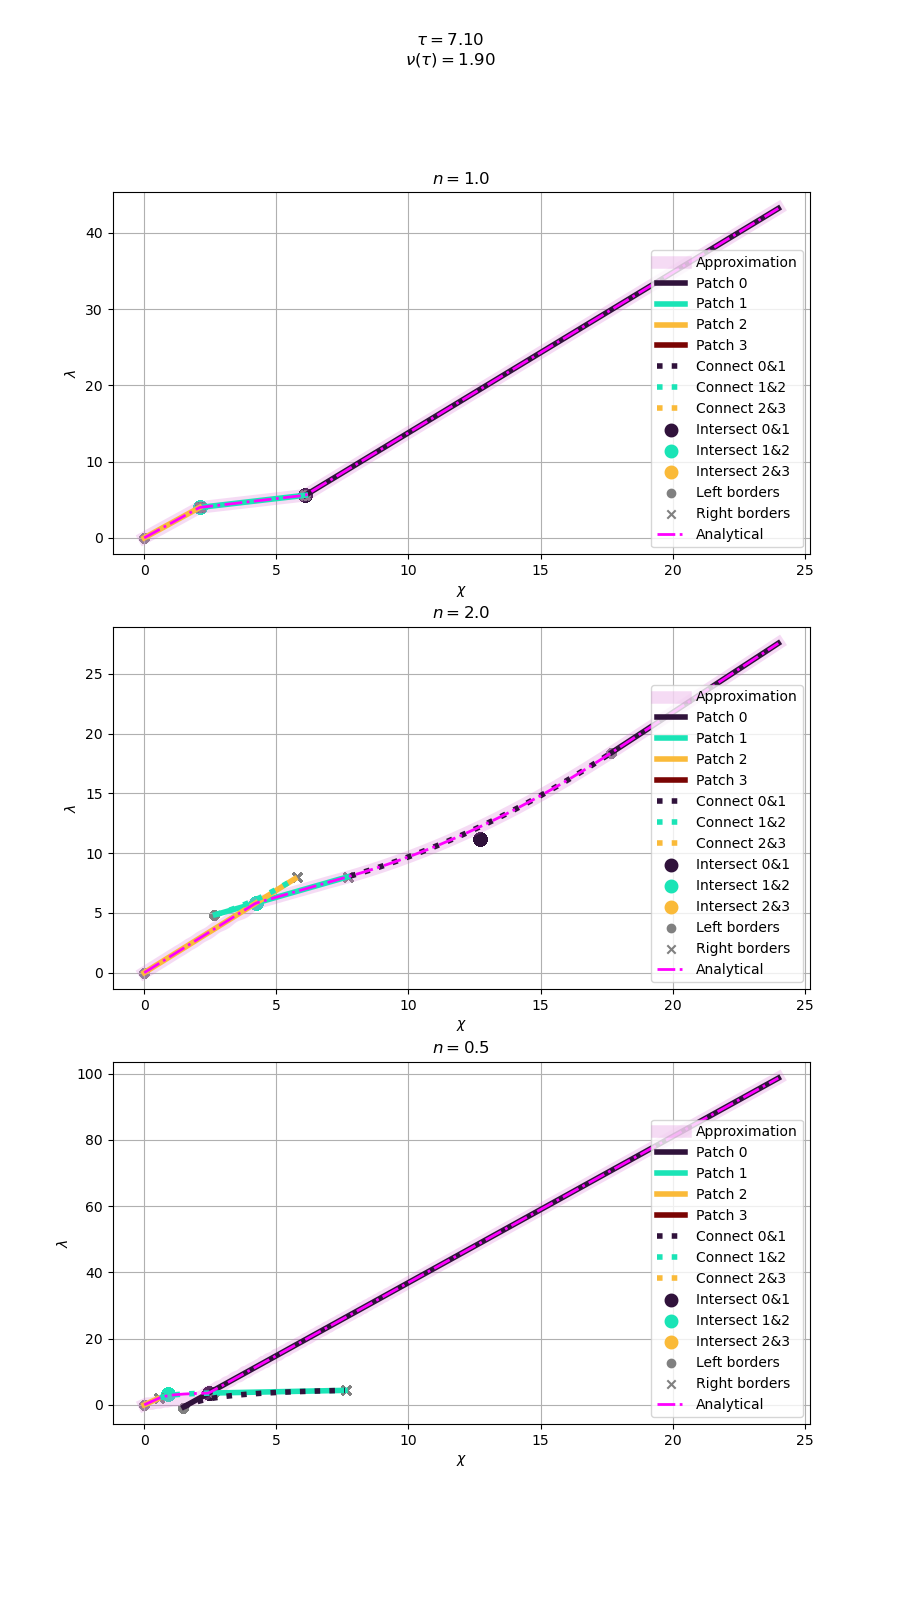 τ = 7.10
ν(τ) = 1.90
n = 1.0
40
30
20
10
0
λ
0 5 10 15 20 25
χ
Approximation
Patch 0
Patch 1
Patch 2
Patch 3
Connect 0&1
Connect 1&2
Connect 2&3
Intersect 0&1
Intersect 1&2
Intersect 2&3
Left borders
Right borders
Analytical
n = 2.0
25
20
15
10
5
0
λ
0 5 10 15 20 25
χ
Approximation
Patch 0
Patch 1
Patch 2
Patch 3
Connect 0&1
Connect 1&2
Connect 2&3
Intersect 0&1
Intersect 1&2
Intersect 2&3
Left borders
Right borders
Analytical
n = 0.5
100
80
60
40
20
0
λ
0 5 10 15 20 25
χ
Approximation
Patch 0
Patch 1
Patch 2
Patch 3
Connect 0&1
Connect 1&2
Connect 2&3
Intersect 0&1
Intersect 1&2
Intersect 2&3
Left borders
Right borders
Analytical